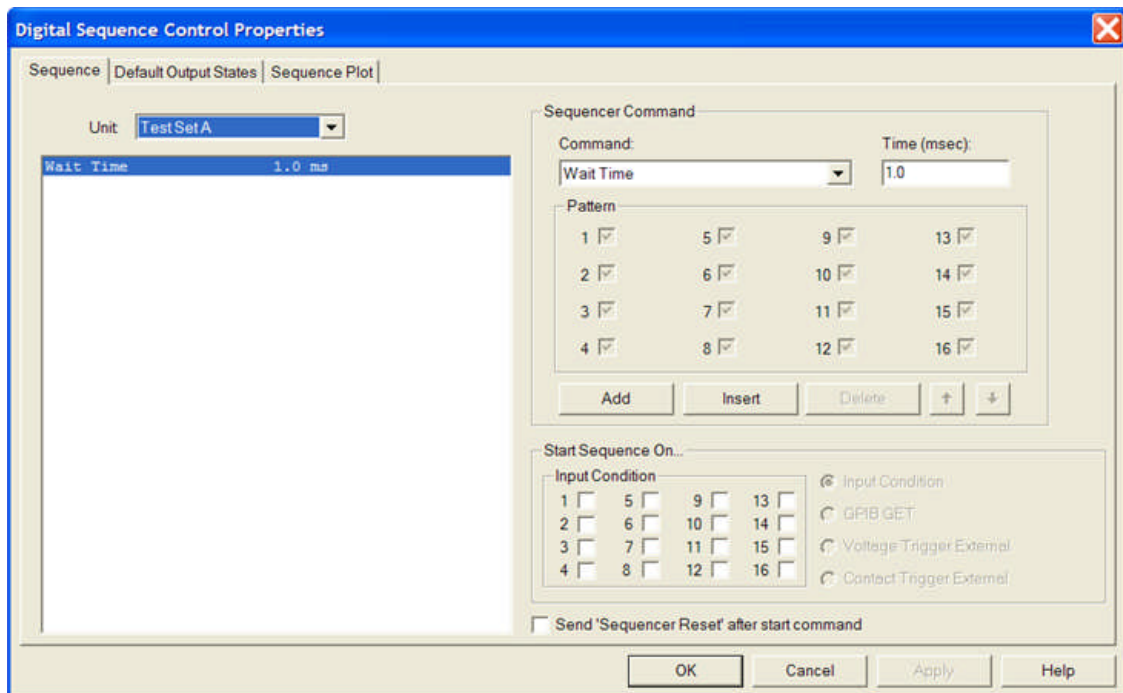 Digital Sequence Control Properties
Sequence Default Output States Sequence Plot
Unit Test Set A
Wait Time 1.0 ms
Sequencer Command
Command: Time (msec):
Wait Time 1.0
Pattern
1 5 9 13
2 6 10 14
3 7 11 15
4 8 12 16
Add Insert Delete
Start Sequence On...
Input Condition
1 5 9 13
2 6 10 14
3 7 11 15
4 8 12 16
Input Condition
GPIB GET
Voltage Trigger External
Contact Trigger External
Send 'Sequencer Reset' after start command
OK Cancel Apply Help